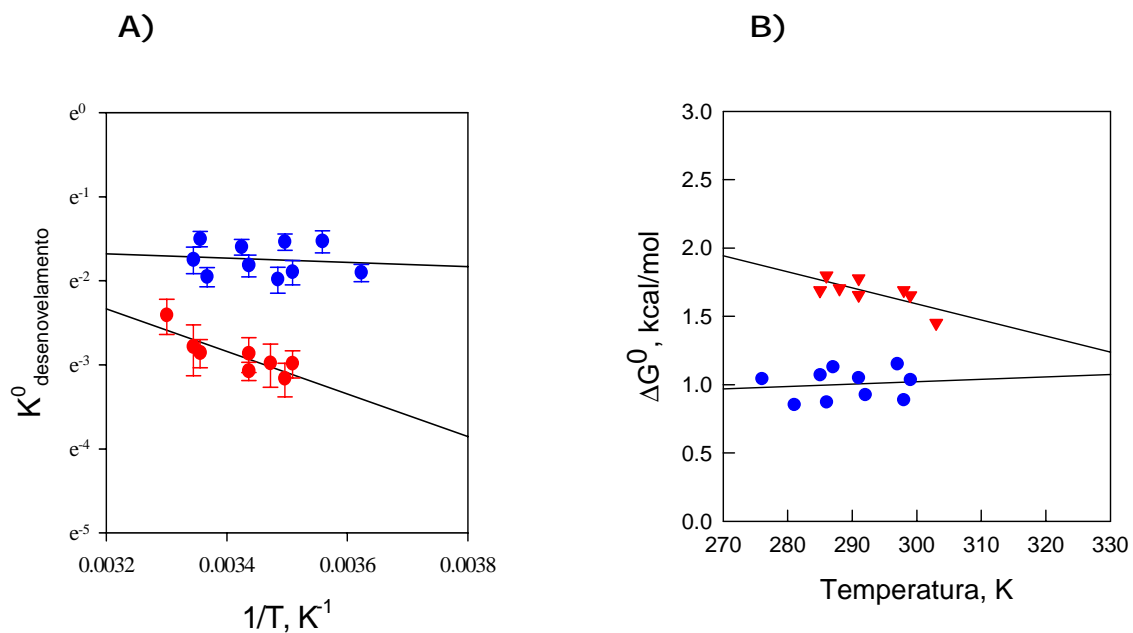 A)
B)
e0
e-1
e-2
e-3
e-4
e-5
0.0032
0.0034
0.0036
0.0038
K0 desenovelamento
1/T, K-1
3.0
2.5
2.0
1.5
1.0
0.5
0.0
270
280
290
300
310
320
330
ΔG0, kcal/mol
Temperatura, K